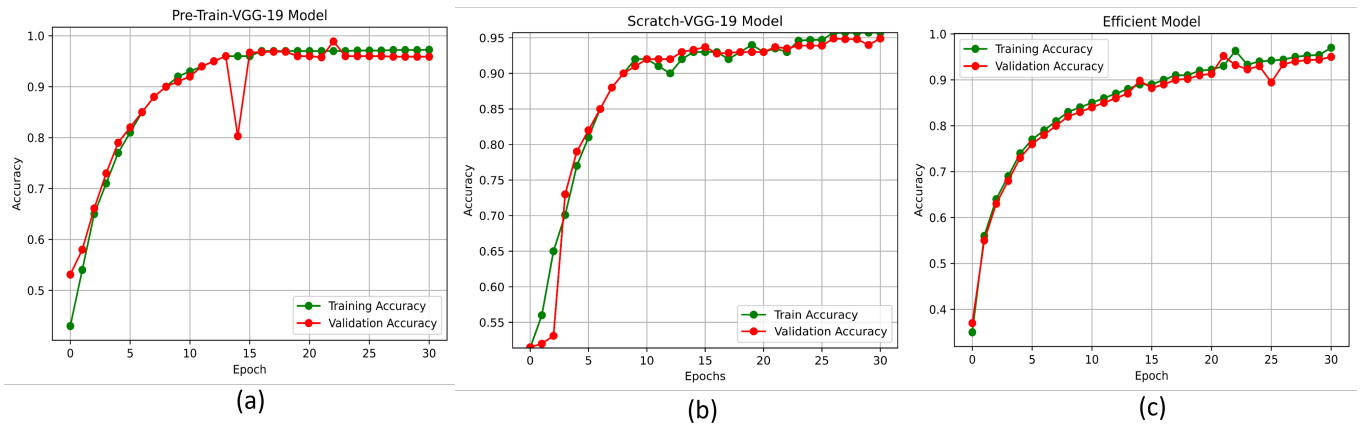 Pre-Train-VGG-19 Model
1.0
0.9
0.8
0.7
0.6
0.5
Accuracy
0
5
10
15
20
25
30
Epoch
Training Accuracy
Validation Accuracy
(a)
Scratch-VGG-19 Model
0.95
0.90
0.85
0.80
0.75
0.70
0.65
0.60
0.55
Accuracy
0
5
10
15
20
25
30
Epochs
Train Accuracy
Validation Accuracy
(b)
Efficient Model
Training Accuracy
Validation Accuracy
1.0
0.9
0.8
0.7
0.6
0.5
0.4
Accuracy
0
5
10
15
20
25
30
Epoch
(c)